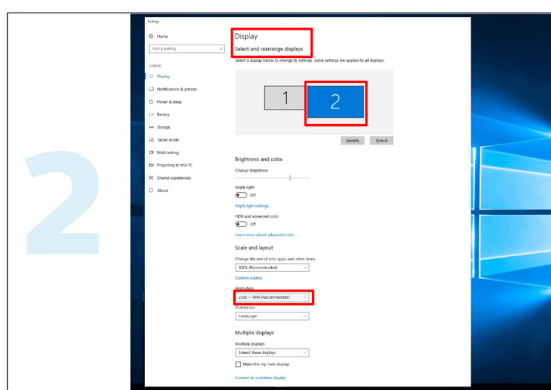 2
Settings
Home
Find a setting
System
Display
Notifications & actions
Power & sleep
Battery
Storage
Tablet mode
Multitasking
Projecting to this PC
Shared experiences
About
Display
Select and rearrange displays
Select a display below to change its settings. Some settings are applied to all displays.
1
2
Identify
Detect
Brightness and color
Change brightness
Night light
Off
Night light settings
HDR and advanced color
Off
Learn more about advanced color
Scale and layout
Change the size of text, apps, and other items
100% (Recommended)
Custom scaling
Resolution
2560 × 1440 (Recommended)
Orientation
Landscape
Multiple displays
Multiple displays
Extend these displays
Make this my main display
Connect to a wireless display